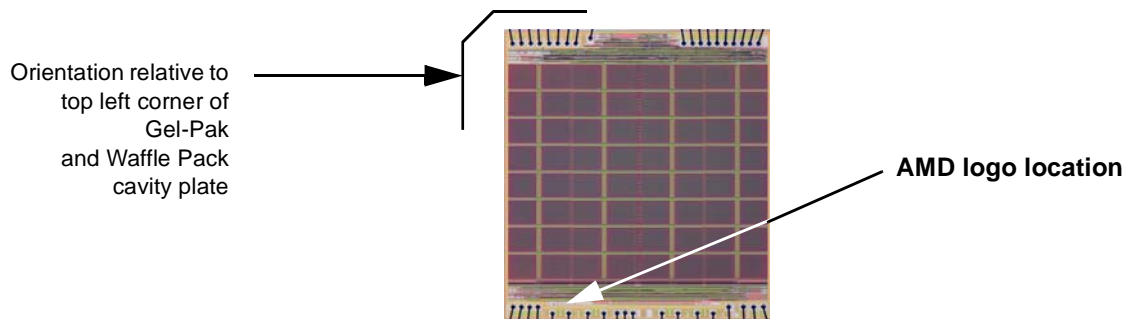 Orientation relative to
top left corner of
Gel-Pak
and Waffle Pack
cavity plate
AMD logo location